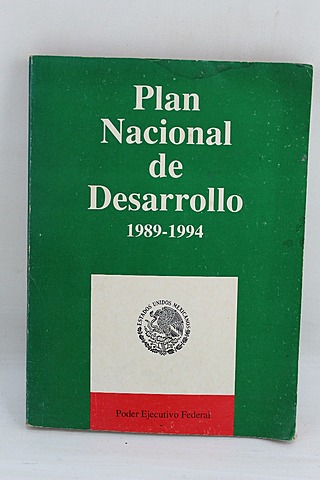 Plan
Nacional
de
Desarrollo
1989-1994
ESTADOS UNIDOS MEXICANOS
Poder Ejecutivo Federal